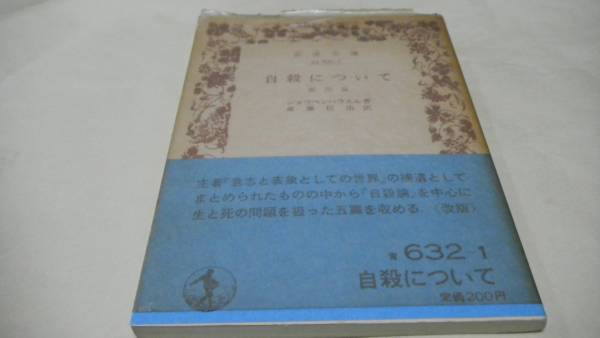 岩波文庫
自殺について
他四篇
ショウペンハウエル著
斎藤信治訳
主著『意志と表象としての世界』の補遺として
まとめられたものの中から「自殺論」を中心に
生と死の問題を扱った五篇を収める。〈改版〉
青632-1
自殺について
定価200円